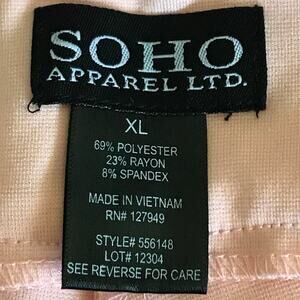 SOHO
APPAREL LTD.
XL
69% POLYESTER
23% RAYON
8% SPANDEX
MADE IN VIETNAM
RN# 127949
STYLE# 556148
LOT# 12304
SEE REVERSE FOR CARE